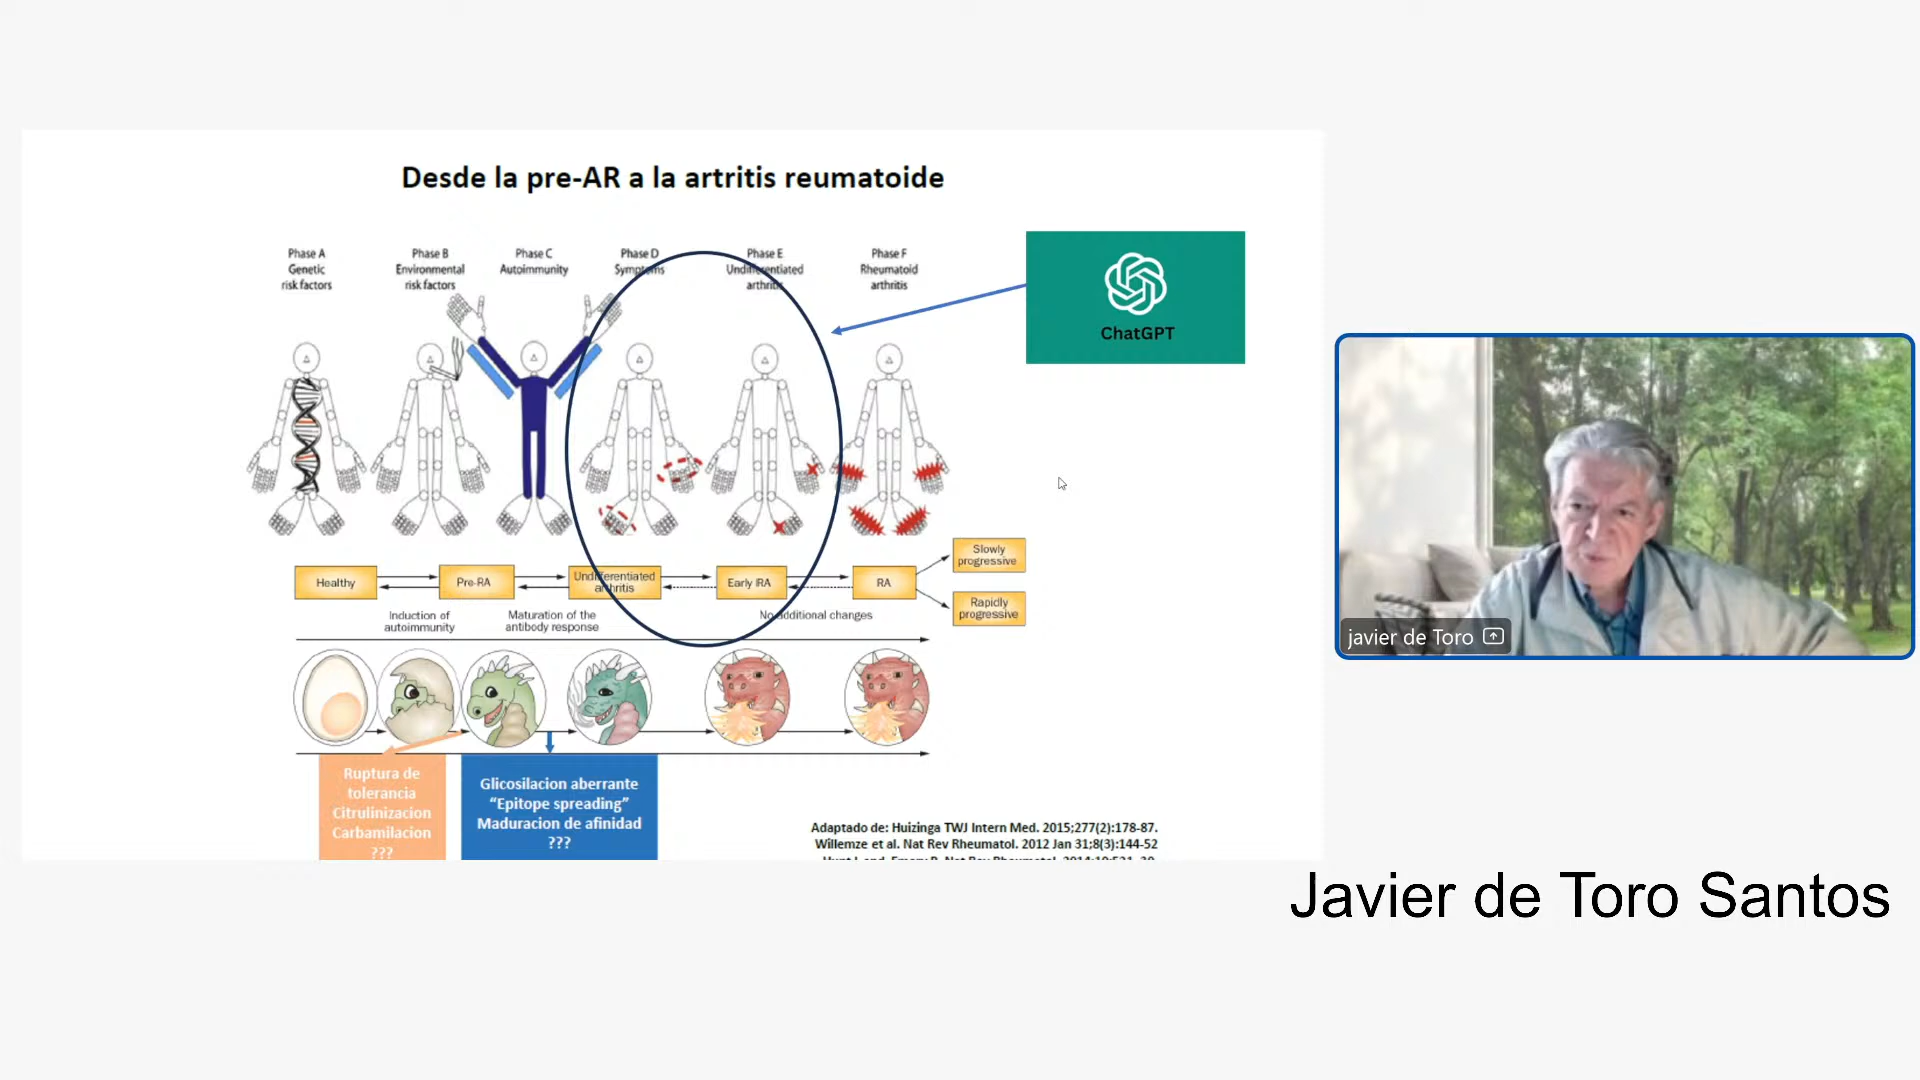 Desde la pre-AR a la artritis reumatoide
Phase A
Genetic
risk factors
Phase B
Environmental
risk factors
Phase C
Autoimmunity
Phase D
Symptoms
Phase E
Undifferentiated
arthritis
Phase F
Rheumatoid
arthritis
ChatGPT
Healthy
Pre-RA
Undifferentiated
arthritis
Early RA
RA
Slowly
progressive
Rapidly
progressive
Induction of
autoimmunity
Maturation of the
antibody response
No additional changes
Ruptura de
tolerancia
Citrulinizacion
Carbamilacion
???
Glicosilacion aberrante
“Epitope spreading”
Maduracion de afinidad
???
Adaptado de: Huizinga TWJ Intern Med. 2015;277(2):178-87.
Willemze et al. Nat Rev Rheumatol. 2012 Jan 31;8(3):144-52
javier de Toro
Javier de Toro Santos